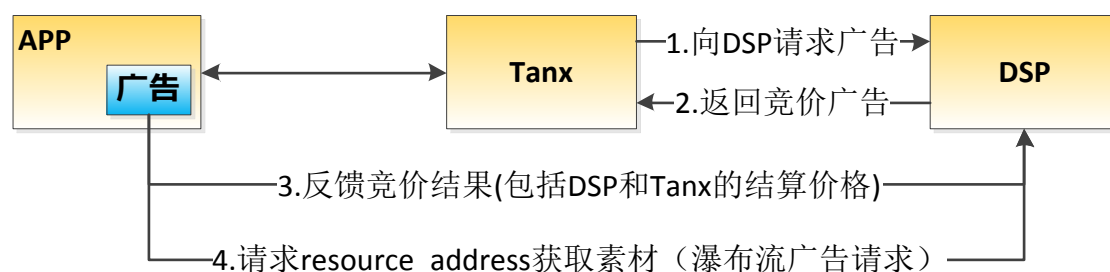 APP
广告
Tanx
DSP
1.向DSP请求广告
2.返回竞价广告
3.反馈竞价结果(包括DSP和Tanx的结算价格)
4.请求resource address获取素材（瀑布流广告请求）